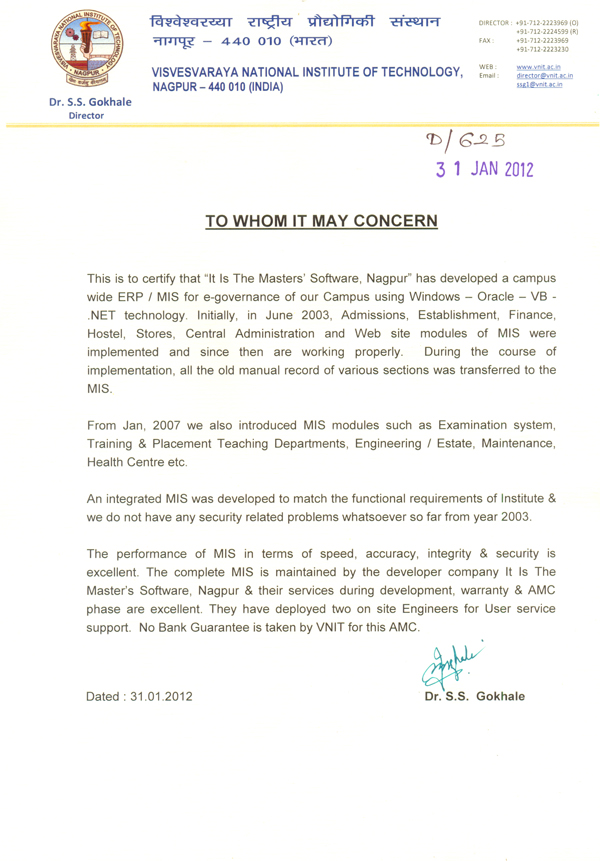 VISVESVARAYA NATIONAL INSTITUTE OF TECHNOLOGY
NAGPUR
विश्वेश्वरय्या राष्ट्रीय प्रौद्योगिकी संस्थान
नागपूर – 440 010 (भारत)
VISVESVARAYA NATIONAL INSTITUTE OF TECHNOLOGY,
NAGPUR – 440 010 (INDIA)
DIRECTOR : +91-712-2223969 (O)
+91-712-2224599 (R)
FAX : +91-712-2223969
+91-712-2223230
WEB : www.vnit.ac.in
Email : director@vnit.ac.in
ssg1@vnit.ac.in
Dr. S.S. Gokhale
Director
D/625
31 JAN 2012
TO WHOM IT MAY CONCERN
This is to certify that “It Is The Masters’ Software, Nagpur” has developed a campus
wide ERP / MIS for e-governance of our Campus using Windows – Oracle – VB -
.NET technology. Initially, in June 2003, Admissions, Establishment, Finance,
Hostel, Stores, Central Administration and Web site modules of MIS were
implemented and since then are working properly. During the course of
implementation, all the old manual record of various sections was transferred to the
MIS.
From Jan, 2007 we also introduced MIS modules such as Examination system,
Training & Placement Teaching Departments, Engineering / Estate, Maintenance,
Health Centre etc.
An integrated MIS was developed to match the functional requirements of Institute &
we do not have any security related problems whatsoever so far from year 2003.
The performance of MIS in terms of speed, accuracy, integrity & security is
excellent. The complete MIS is maintained by the developer company It Is The
Master’s Software, Nagpur & their services during development, warranty & AMC
phase are excellent. They have deployed two on site Engineers for User service
support. No Bank Guarantee is taken by VNIT for this AMC.
Gokhale
Dated : 31.01.2012
Dr. S.S. Gokhale